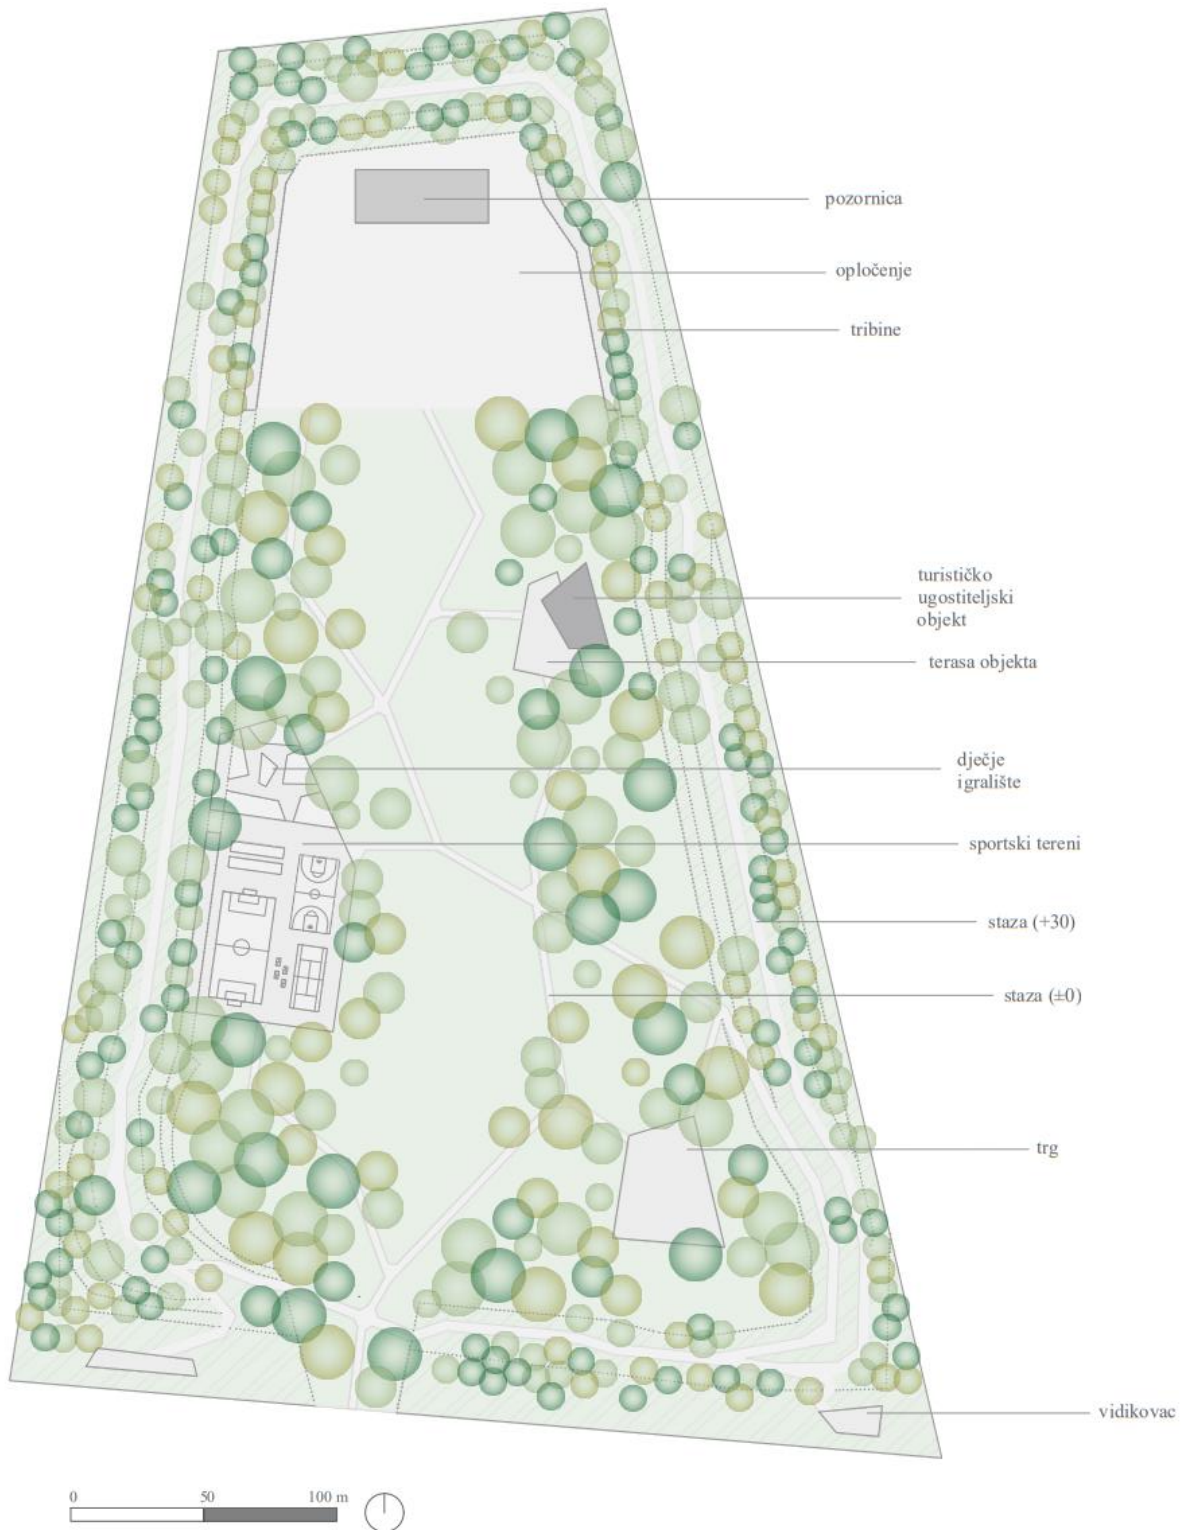 pozornica
opločenje
tribine
turističko
ugostiteljski
objekt
terasa objekta
dječje
igralište
sportski tereni
staza (+30)
staza (±0)
trg
vidikovac
0 50 100 m